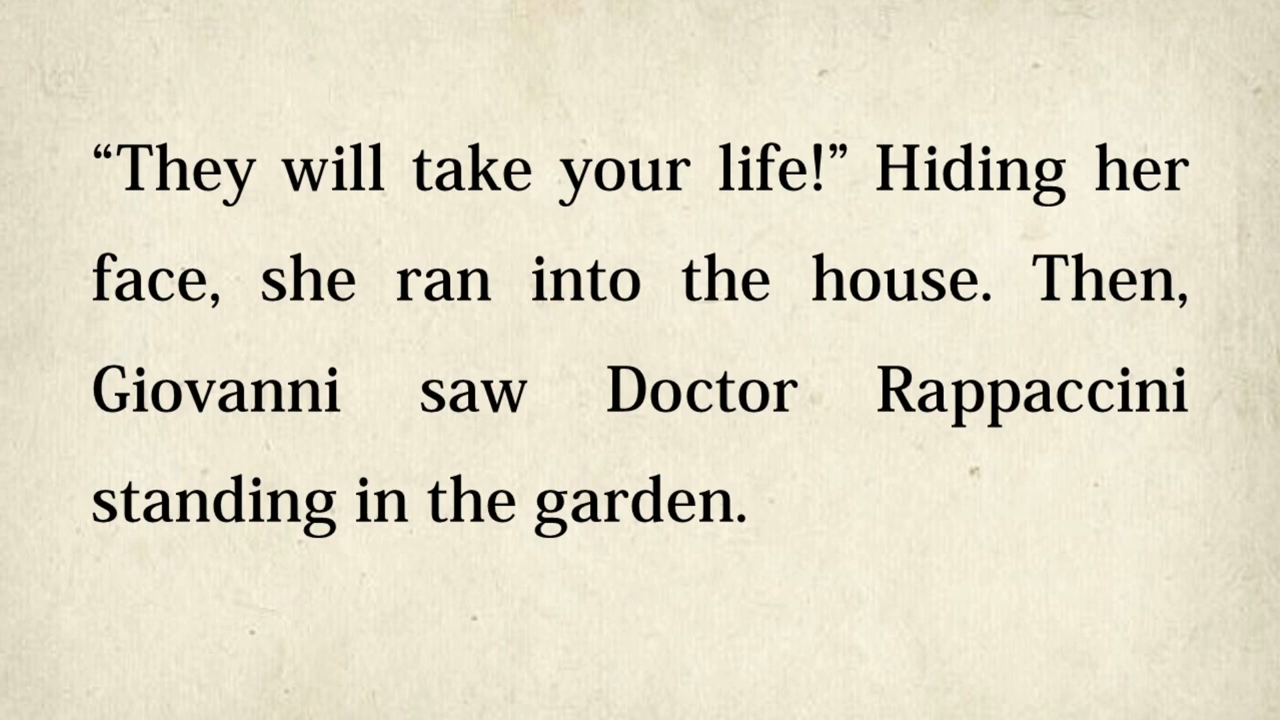 “They will take your life!” Hiding her
face, she ran into the house. Then,
Giovanni saw Doctor Rappaccini
standing in the garden.